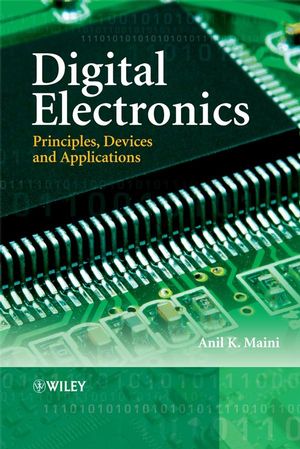 Digital
Electronics
Principles, Devices
and Applications
Anil K. Maini
WILEY